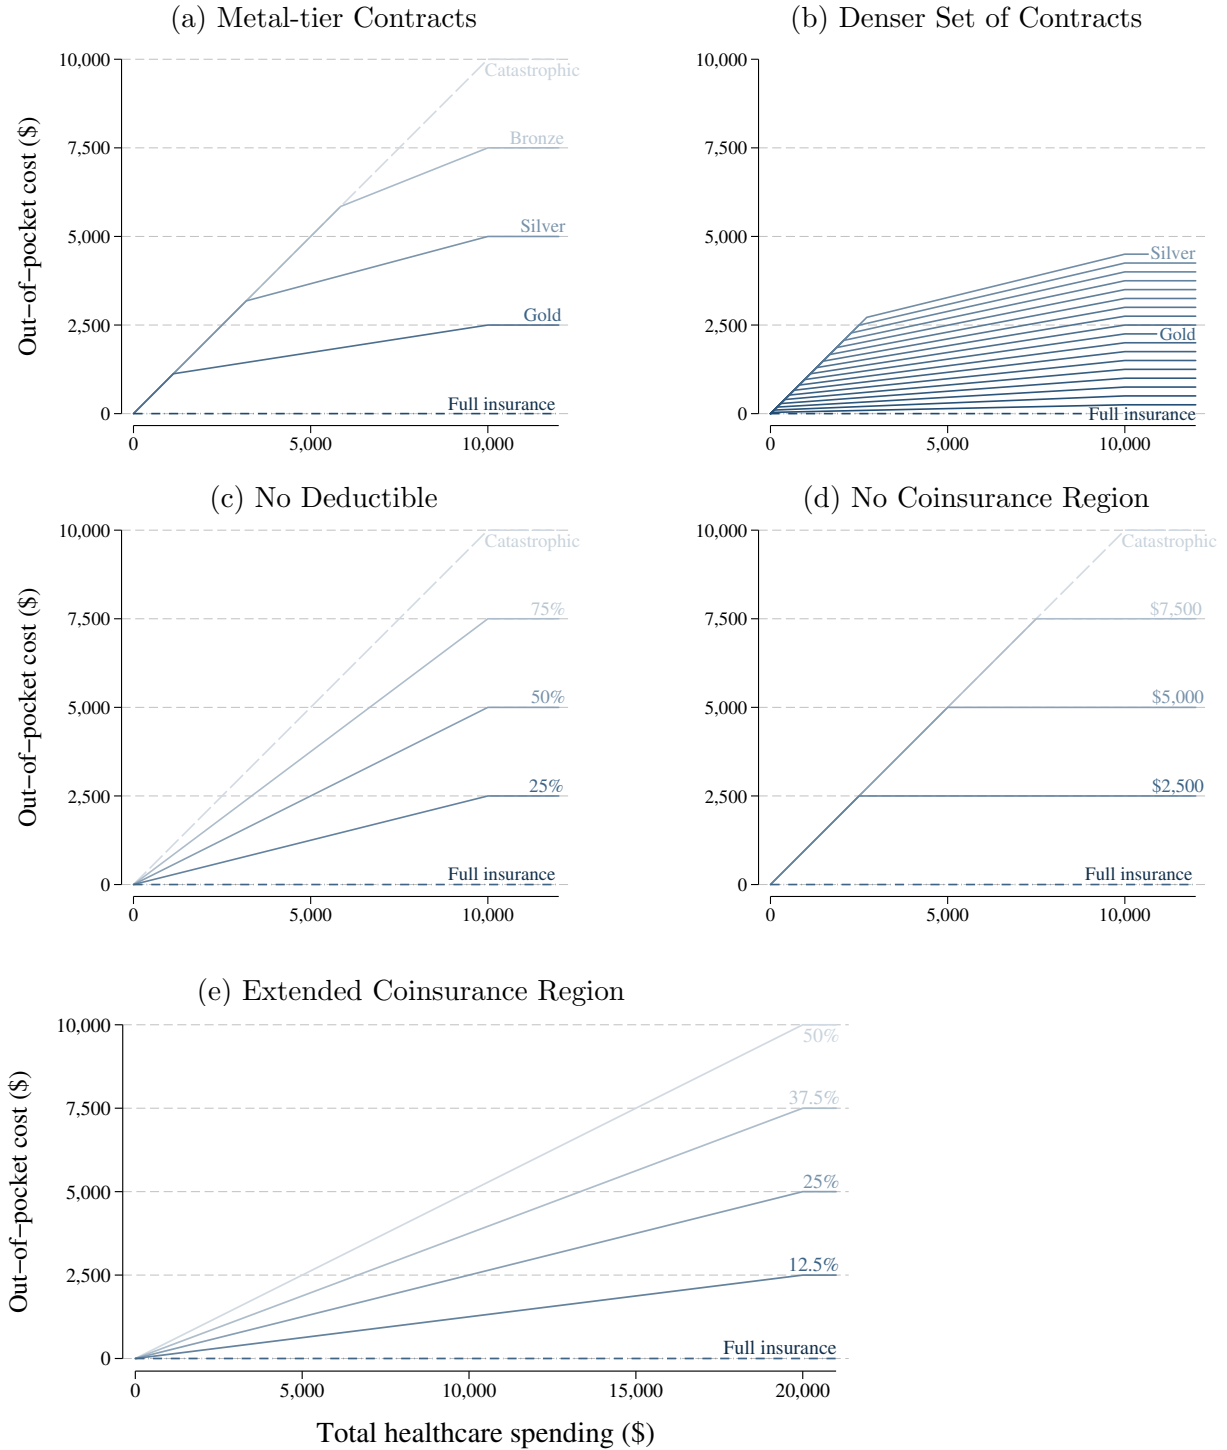 (a) Metal-tier Contracts
Out−of−pocket cost ($)
10,000
7,500
5,000
2,500
0
Catastrophic
Bronze
Silver
Gold
Full insurance
0 5,000 10,000
(b) Denser Set of Contracts
10,000
7,500
5,000
2,500
0
Silver
Gold
Full insurance
0 5,000 10,000
(c) No Deductible
Out−of−pocket cost ($)
10,000
7,500
5,000
2,500
0
Catastrophic
75%
50%
25%
Full insurance
0 5,000 10,000
(d) No Coinsurance Region
10,000
7,500
5,000
2,500
0
Catastrophic
$7,500
$5,000
$2,500
Full insurance
0 5,000 10,000
(e) Extended Coinsurance Region
Out−of−pocket cost ($)
10,000
7,500
5,000
2,500
0
50%
37.5%
25%
12.5%
Full insurance
0 5,000 10,000 15,000 20,000
Total healthcare spending ($)